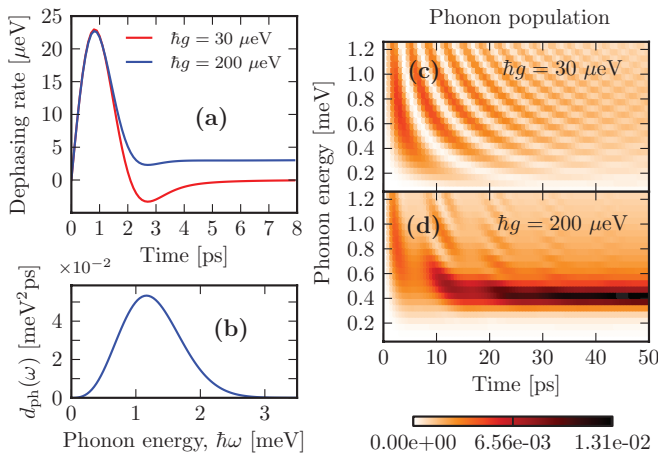 Phonon population
Dephasing rate [μeV]
25
20
15
10
5
0
ħg = 30 μeV
ħg = 200 μeV
(a)
0 1 2 3 4 5 6 7 8
Time [ps]
×10⁻²
d_ph(ω) [meV²ps]
4
2
0
(b)
0 1 2 3
Phonon energy, ħω [meV]
Phonon energy [meV]
1.2
1.0
0.8
0.6
0.4
0.2
(c)
ħg = 30 μeV
1.2
1.0
0.8
0.6
0.4
0.2
(d)
ħg = 200 μeV
0 10 20 30 40 50
Time [ps]
0.00e+00 6.56e-03 1.31e-02